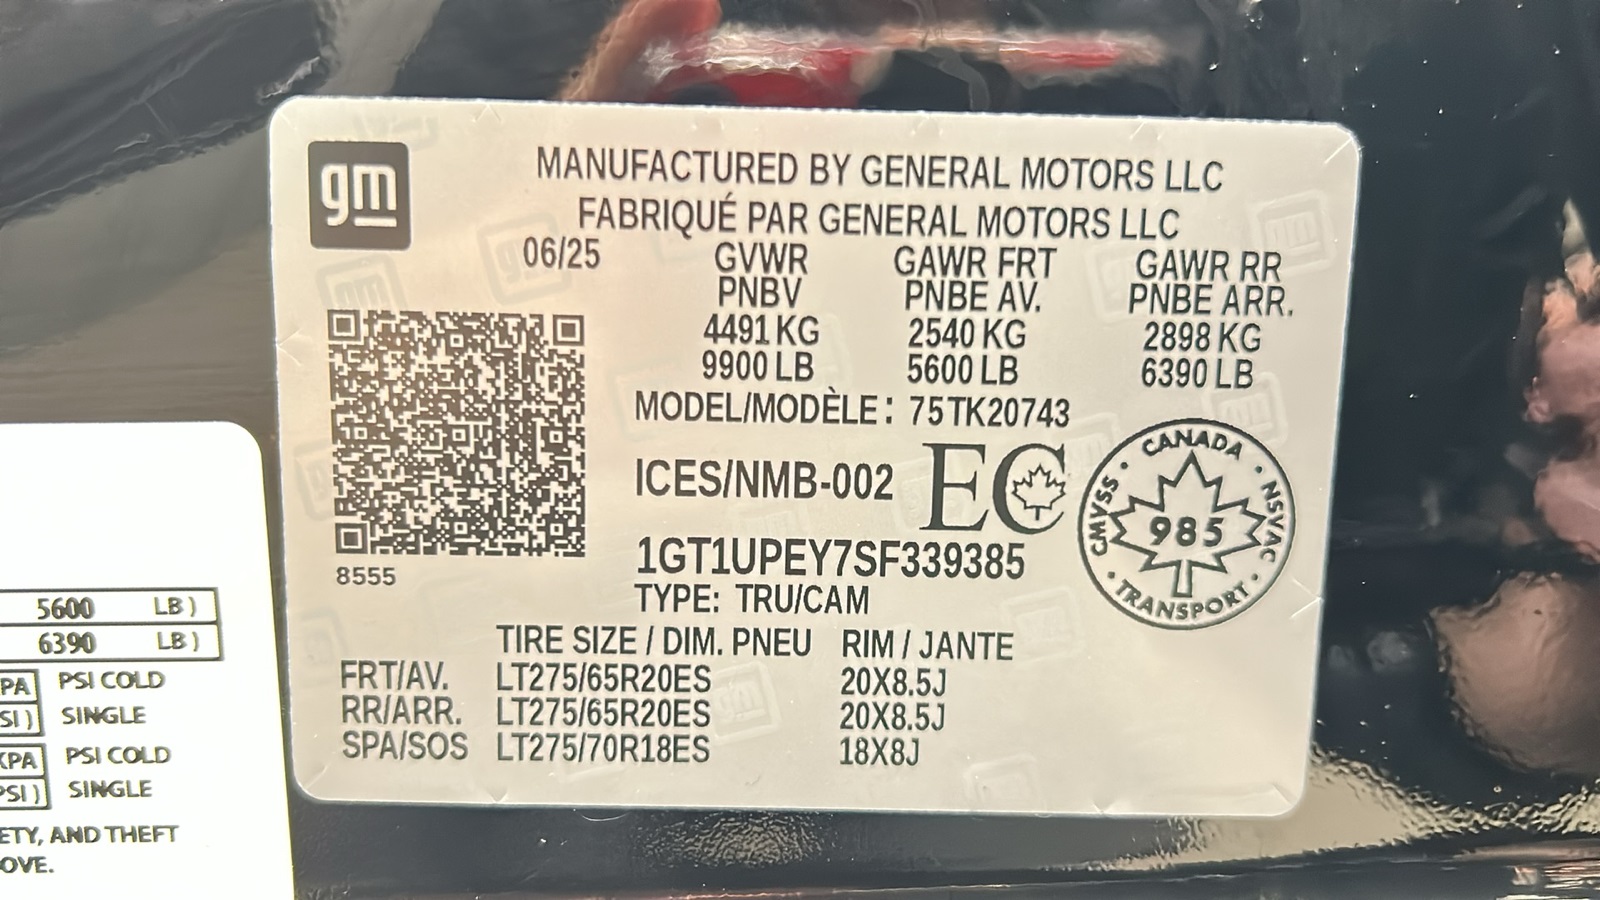 gm
MANUFACTURED BY GENERAL MOTORS LLC
FABRIQUÉ PAR GENERAL MOTORS LLC
06/25
GVWR GAWR FRT GAWR RR
PNBV PNBE AV. PNBE ARR.
4491 KG 2540 KG 2898 KG
9900 LB 5600 LB 6390 LB
MODEL/MODÈLE: 75TK20743
ICES/NMB-002 EC
CANADA
CMVSS 985 NSVAC
TRANSPORT
8555
1GT1UPEY7SF339385
TYPE: TRU/CAM
TIRE SIZE / DIM. PNEU RIM / JANTE
FRT/AV. LT275/65R20ES 20X8.5J
RR/ARR. LT275/65R20ES 20X8.5J
SPA/SOS LT275/70R18ES 18X8J
5600 LB)
6390 LB)
PA PSI COLD
SI) SINGLE
KPA PSI COLD
PSI) SINGLE
ETY, AND THEFT
OVE.